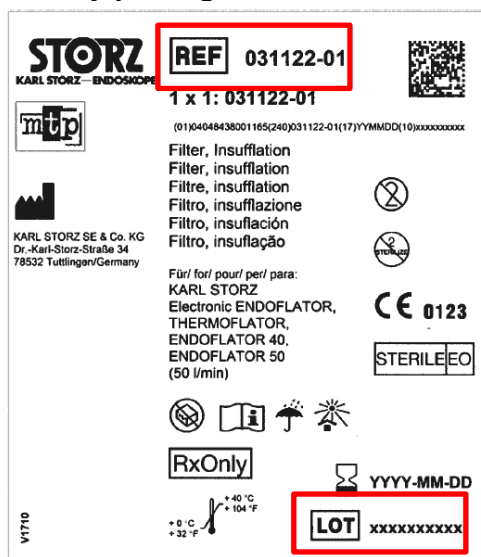 STORZ
KARL STORZ—ENDOSKOPE
REF 031122-01
1 x 1: 031122-01
(01)04048438001165(240)031122-01(17)YYMMDD(10)xxxxxxxxxx
mtp
Filter, Insufflation
Filter, insufflation
Filtre, insufflation
Filtro, insufflazione
Filtro, insuflación
Filtro, insuflação
KARL STORZ SE & Co. KG
Dr.-Karl-Storz-Straße 34
78532 Tuttlingen/Germany
2
2
STERILIZE
Für/ for/ pour/ per/ para:
KARL STORZ
Electronic ENDOFLATOR,
THERMOFLATOR,
ENDOFLATOR 40,
ENDOFLATOR 50
(50 l/min)
CE 0123
STERILE EO
i
RxOnly
YYYY-MM-DD
+40 °C
+ 104 °F
+ 0 °C
+ 32 °F
LOT xxxxxxxxxx
V1710